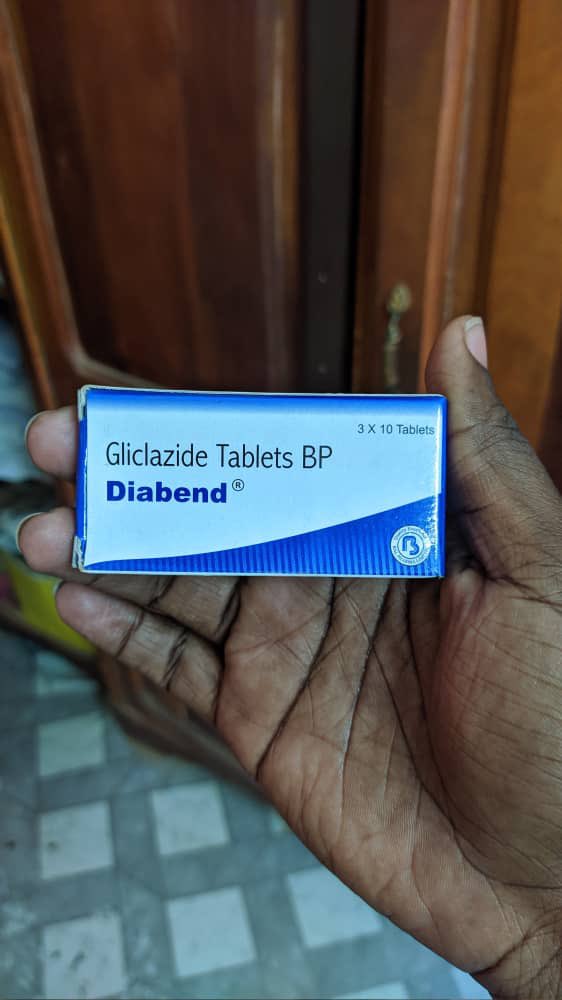 3 X 10 Tablets
Gliclazide Tablets BP
Diabend®